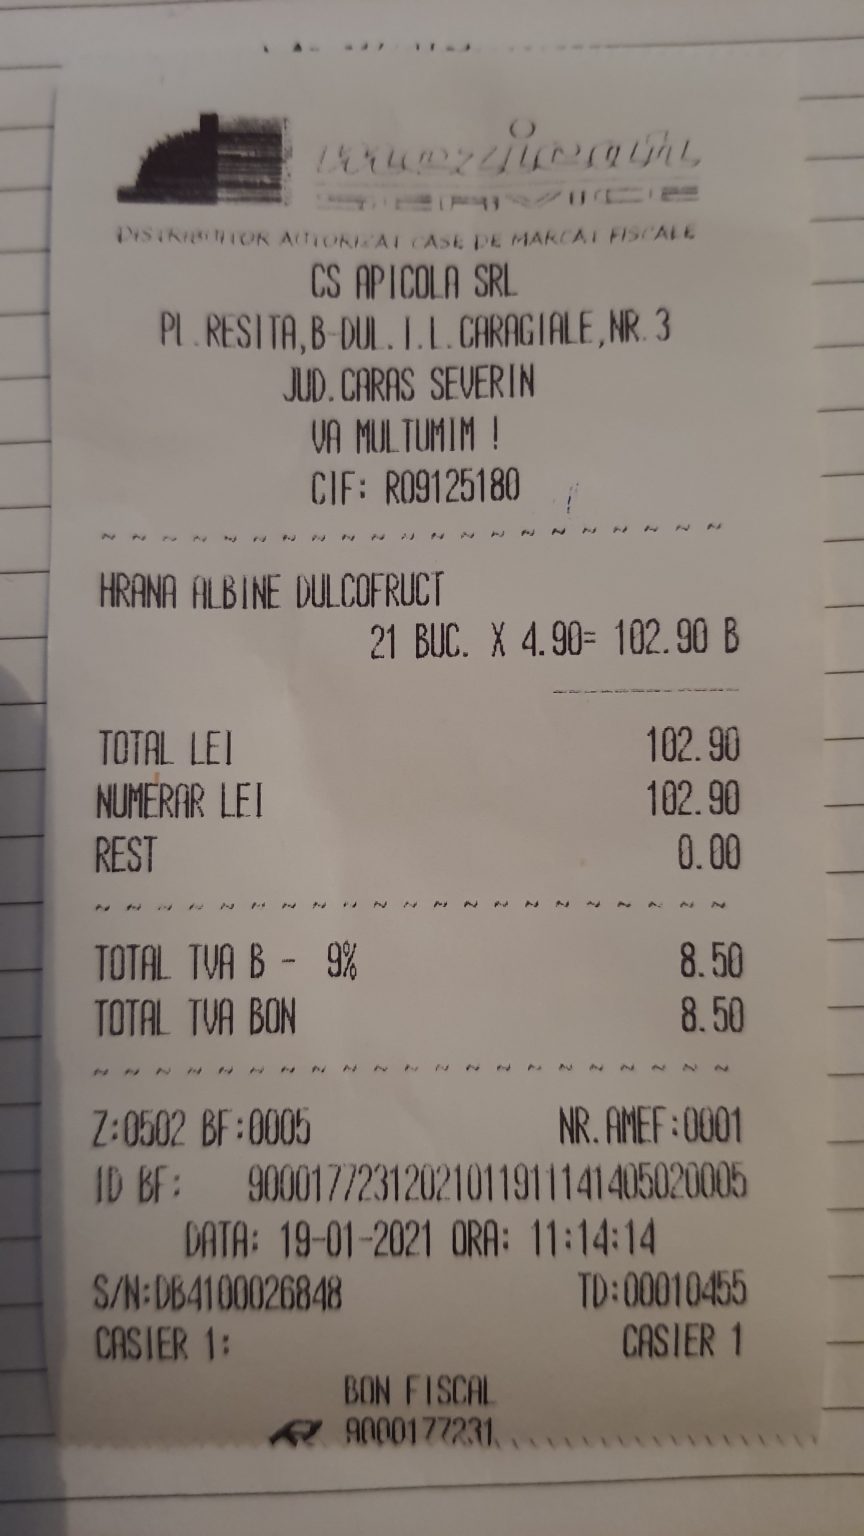 DISTRIBUITOR AUTORIZAT CASE DE MARCAT FISCALE
CS APICOLA SRL
PL.RESITA,B-DUL.I.L.CARAGIALE,NR.3
JUD.CARAS SEVERIN
VA MULTUMIM !
CIF: RO9125180
HRANA ALBINE DULCOFRUCT
21 BUC. X 4.90= 102.90 B
TOTAL LEI 102.90
NUMERAR LEI 102.90
REST 0.00
TOTAL TVA B - 9% 8.50
TOTAL TVA BON 8.50
Z:0502 BF:0005 NR.AMEF:0001
ID BF: 90001772312021011911141405020005
DATA: 19-01-2021 ORA: 11:14:14
S/N:DB4100026848 TD:00010455
CASIER 1: CASIER 1
BON FISCAL
9000177231